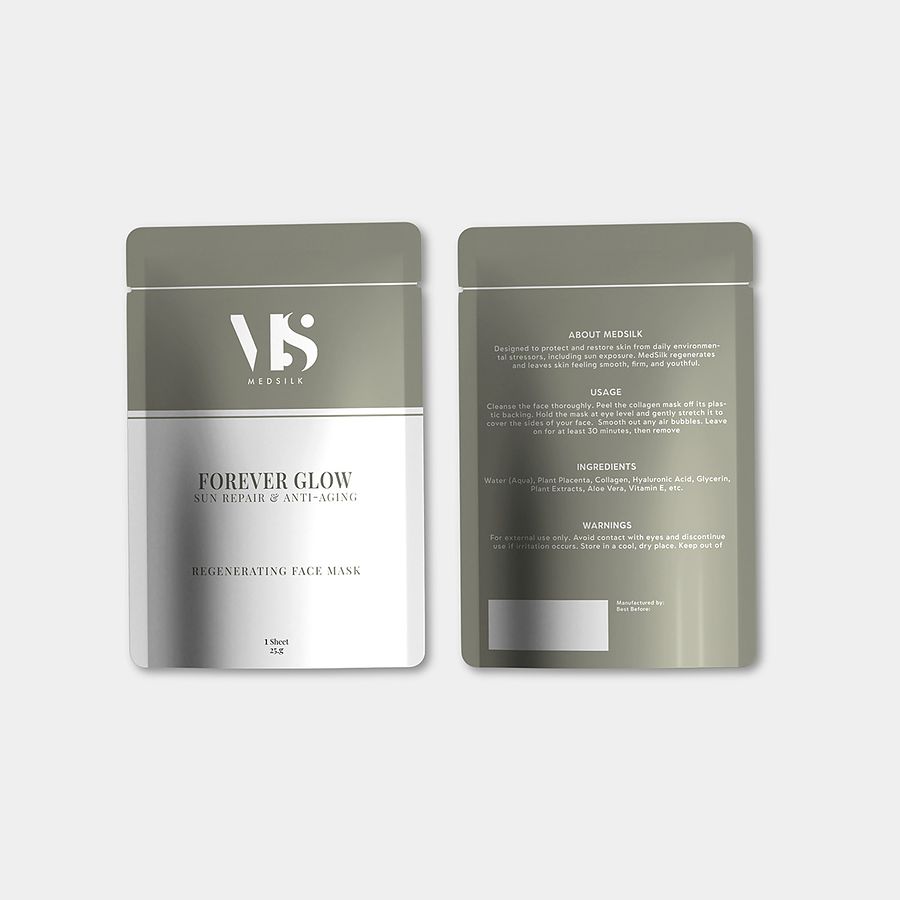 MS
MEDSILK
FOREVER GLOW
SUN REPAIR & ANTI-AGING
REGENERATING FACE MASK
1 Sheet
25.g
ABOUT MEDSILK
Designed to protect and restore skin from daily environmen-
tal stressors, including sun exposure. MedSilk regenerates
and leaves skin feeling smooth, firm, and youthful.
USAGE
Cleanse the face thoroughly. Peel the collagen mask off its plas-
tic backing. Hold the mask at eye level and gently stretch it to
cover the sides of your face. Smooth out any air bubbles. Leave
on for at least 30 minutes, then remove
INGREDIENTS
Water (Aqua), Plant Placenta, Collagen, Hyaluronic Acid, Glycerin,
Plant Extracts, Aloe Vera, Vitamin E, etc.
WARNINGS
For external use only. Avoid contact with eyes and discontinue
use if irritation occurs. Store in a cool, dry place. Keep out of
Manufactured by:
Best Before: